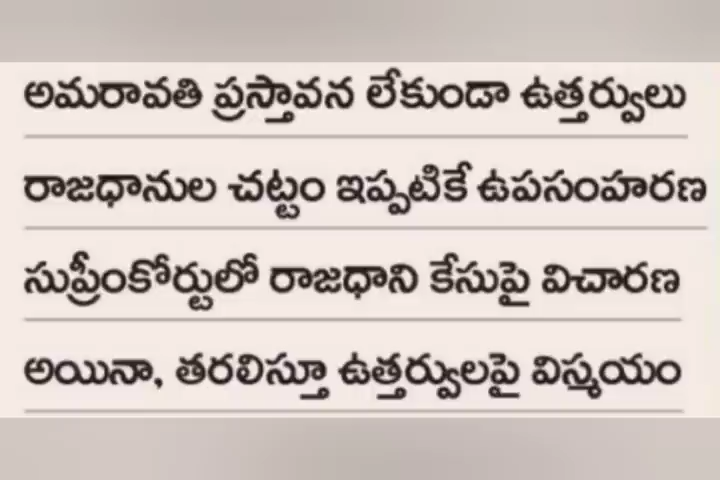 అమరావతి ప్రస్తావన లేకుండా ఉత్తర్వులు
రాజధానుల చట్టం ఇప్పటికే ఉపసంహరణ
సుప్రీంకోర్టులో రాజధాని కేసుపై విచారణ
అయినా, తరలిస్తూ ఉత్తర్వులపై విస్మయం